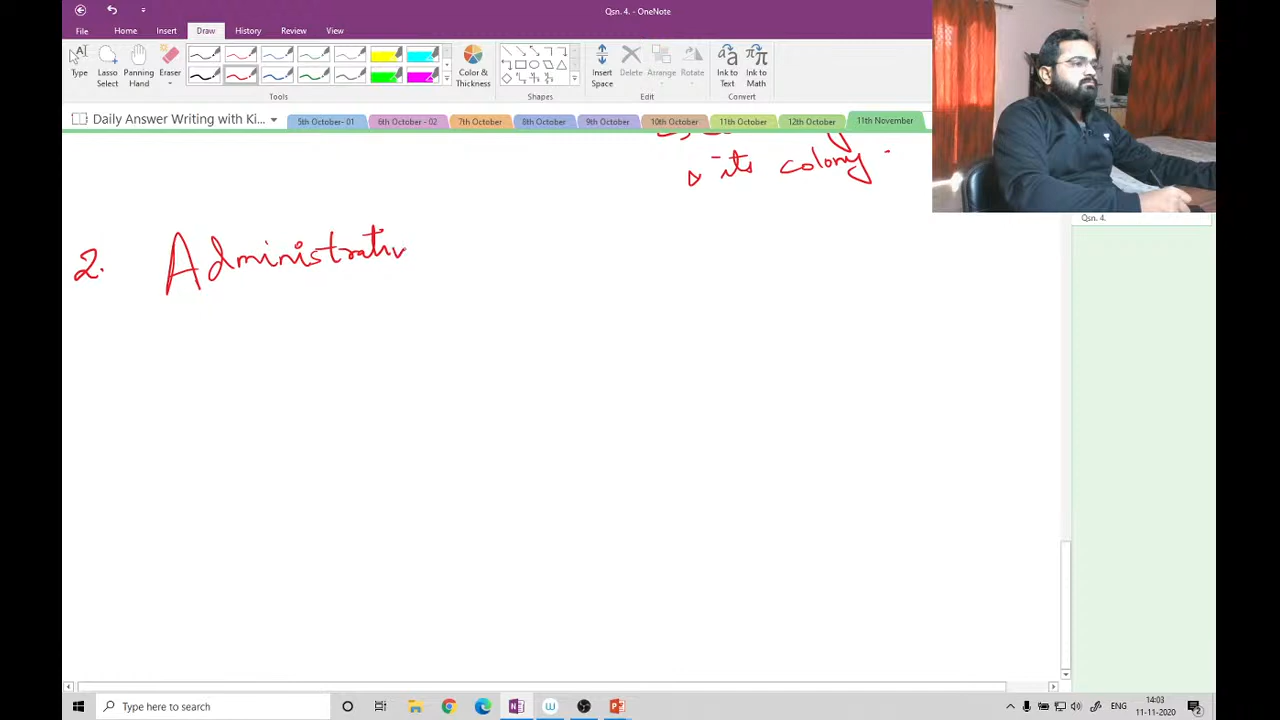 Qsn. 4. - OneNote
File Home Insert Draw History Review View
Type Lasso Select Panning Hand Eraser Color & Thickness Insert Space Delete Arrange Rotate Ink to Text Ink to Math
Tools Shapes Edit Convert
Daily Answer Writing with Ki... 5th October- 01 6th October - 02 7th October 8th October 9th October 10th October 11th October 12th October 11th November
its colony
Qsn. 4.
2. Administrativ
Type here to search
ENG 14:03 11-11-2020 2